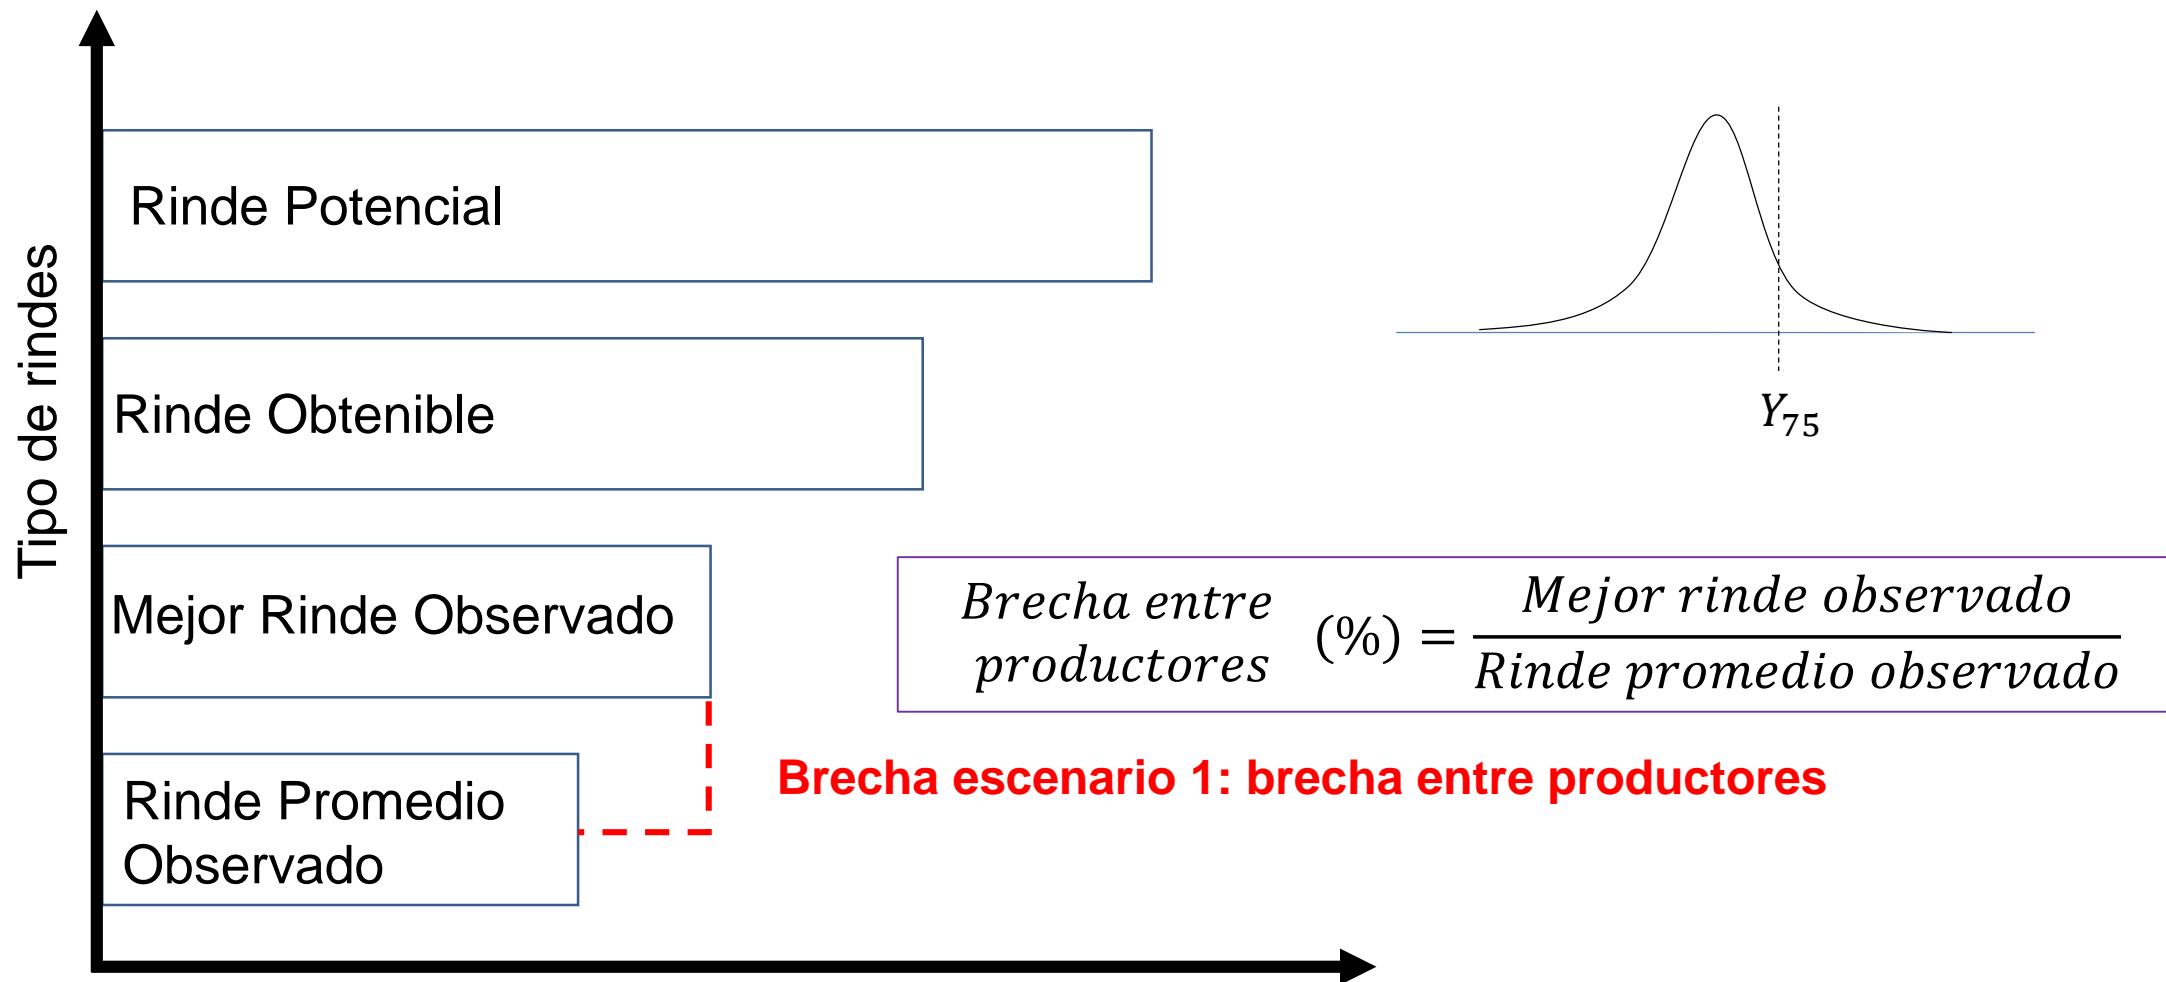 Tipo de rindes
Rinde Potencial
Rinde Obtenible
Mejor Rinde Observado
Rinde Promedio
Observado
Y₇₅
Brecha entre
productores (%) = Mejor rinde observado / Rinde promedio observado
Brecha escenario 1: brecha entre productores